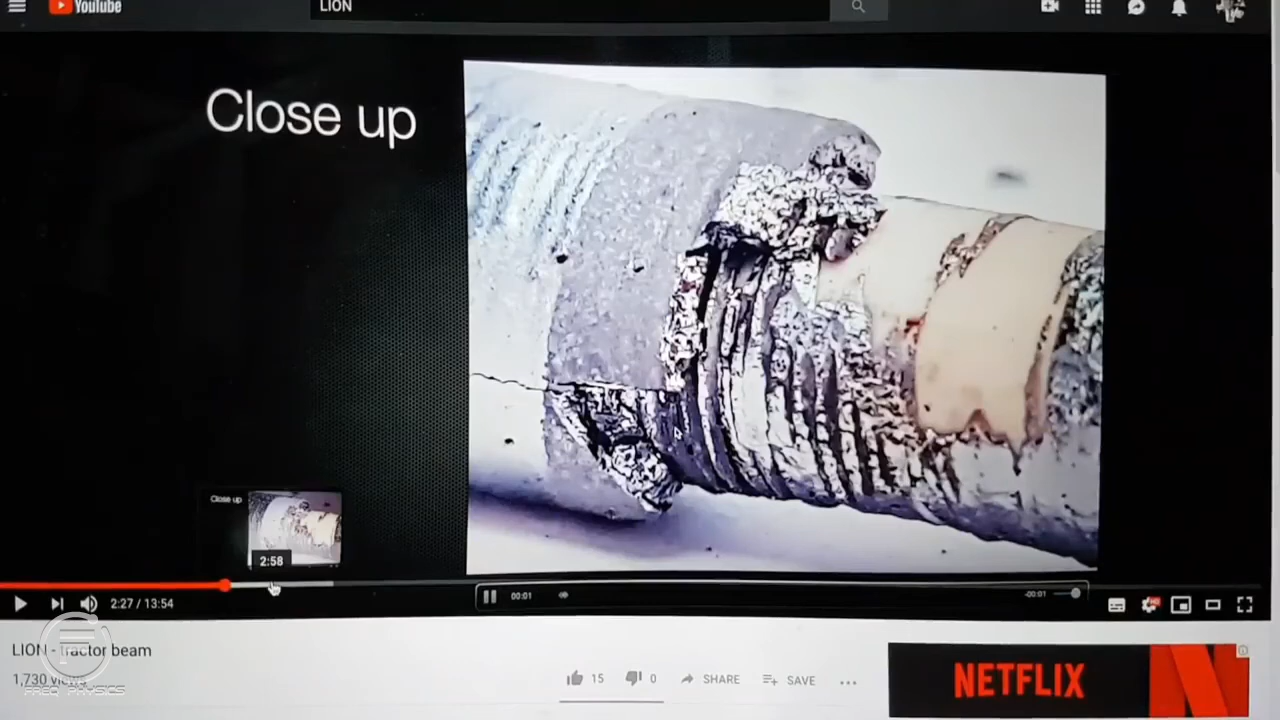 YouTube
LION
Close up
Close up
2:58
00:01
-00:01
2:27 / 13:54
LION - tractor beam
1,730 views
15
0
SHARE
SAVE
FREQ PHYSICS
NETFLIX
N